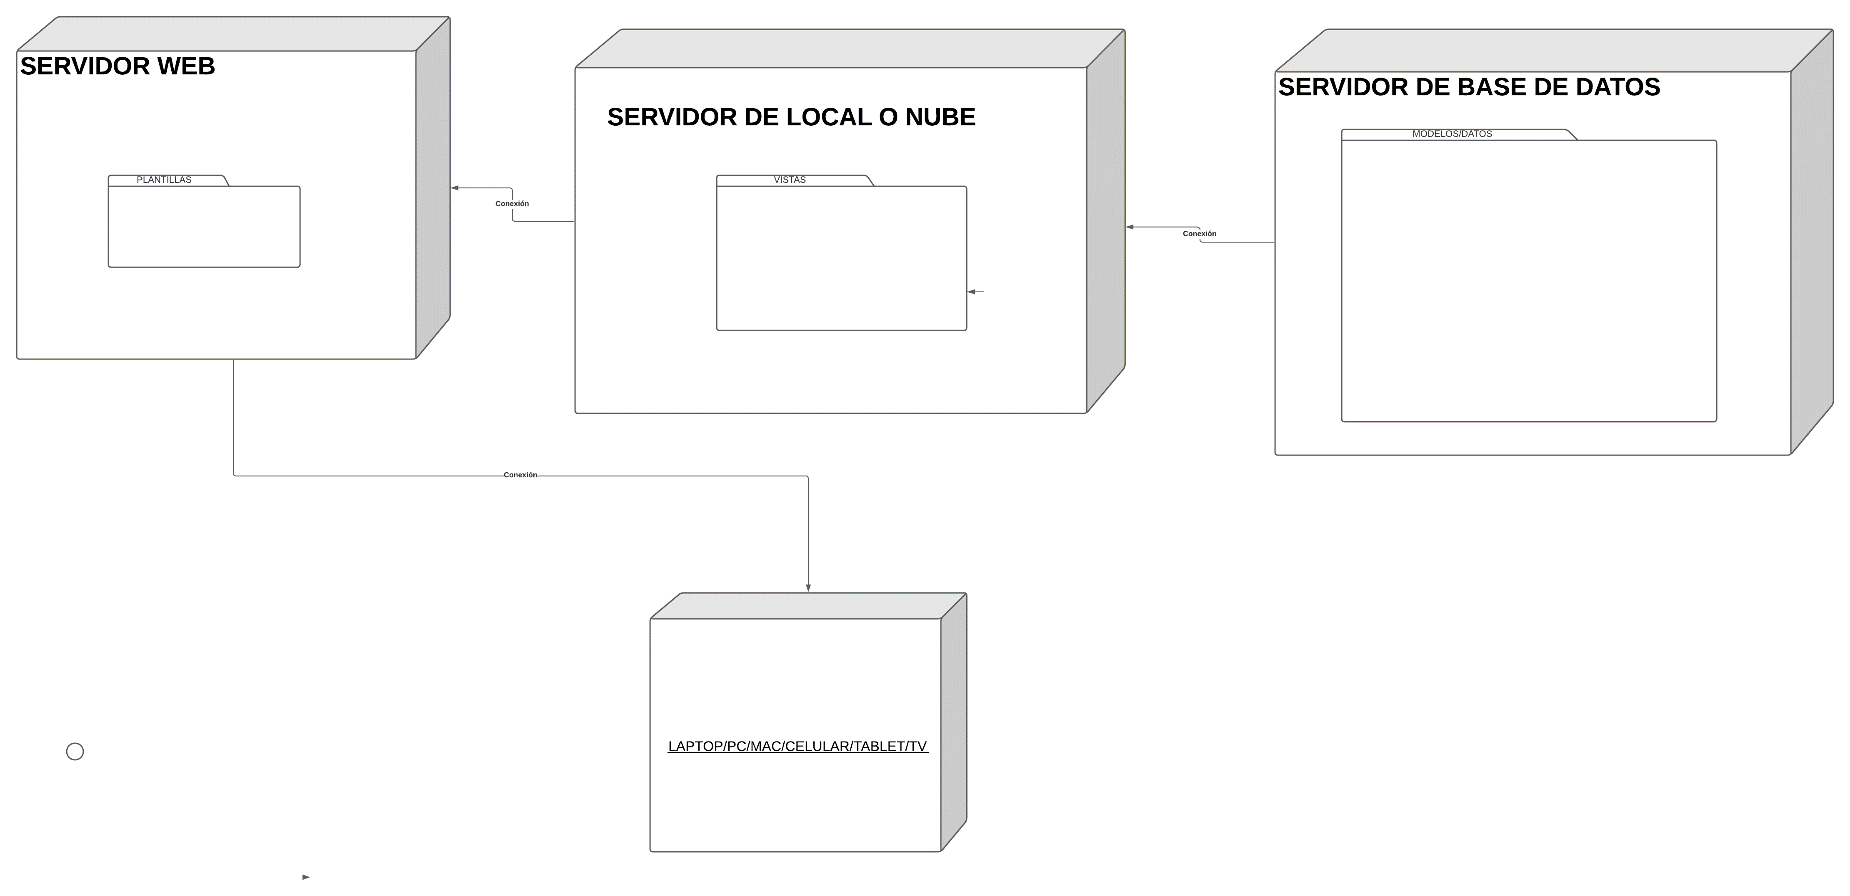 SERVIDOR WEB
PLANTILLAS
Conexión
SERVIDOR DE LOCAL O NUBE
VISTAS
Conexión
SERVIDOR DE BASE DE DATOS
MODELOS/DATOS
Conexión
LAPTOP/PC/MAC/CELULAR/TABLET/TV